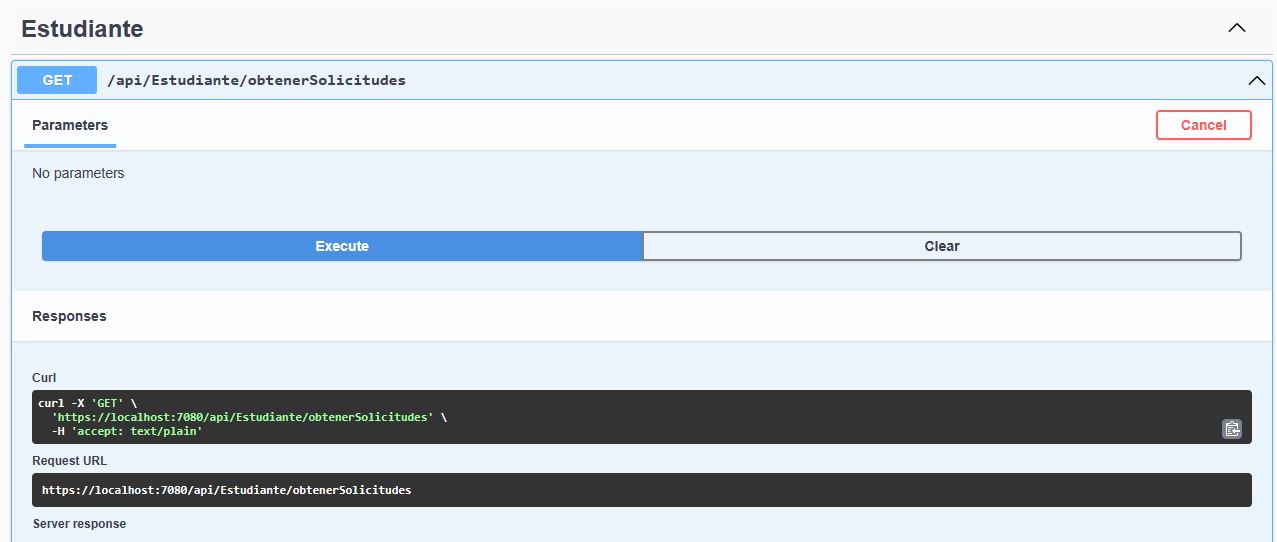 Estudiante
GET /api/Estudiante/obtenerSolicitudes
Parameters
Cancel
No parameters
Execute
Clear
Responses
Curl
curl -X 'GET' \
'https://localhost:7080/api/Estudiante/obtenerSolicitudes' \
-H 'accept: text/plain'
Request URL
https://localhost:7080/api/Estudiante/obtenerSolicitudes
Server response